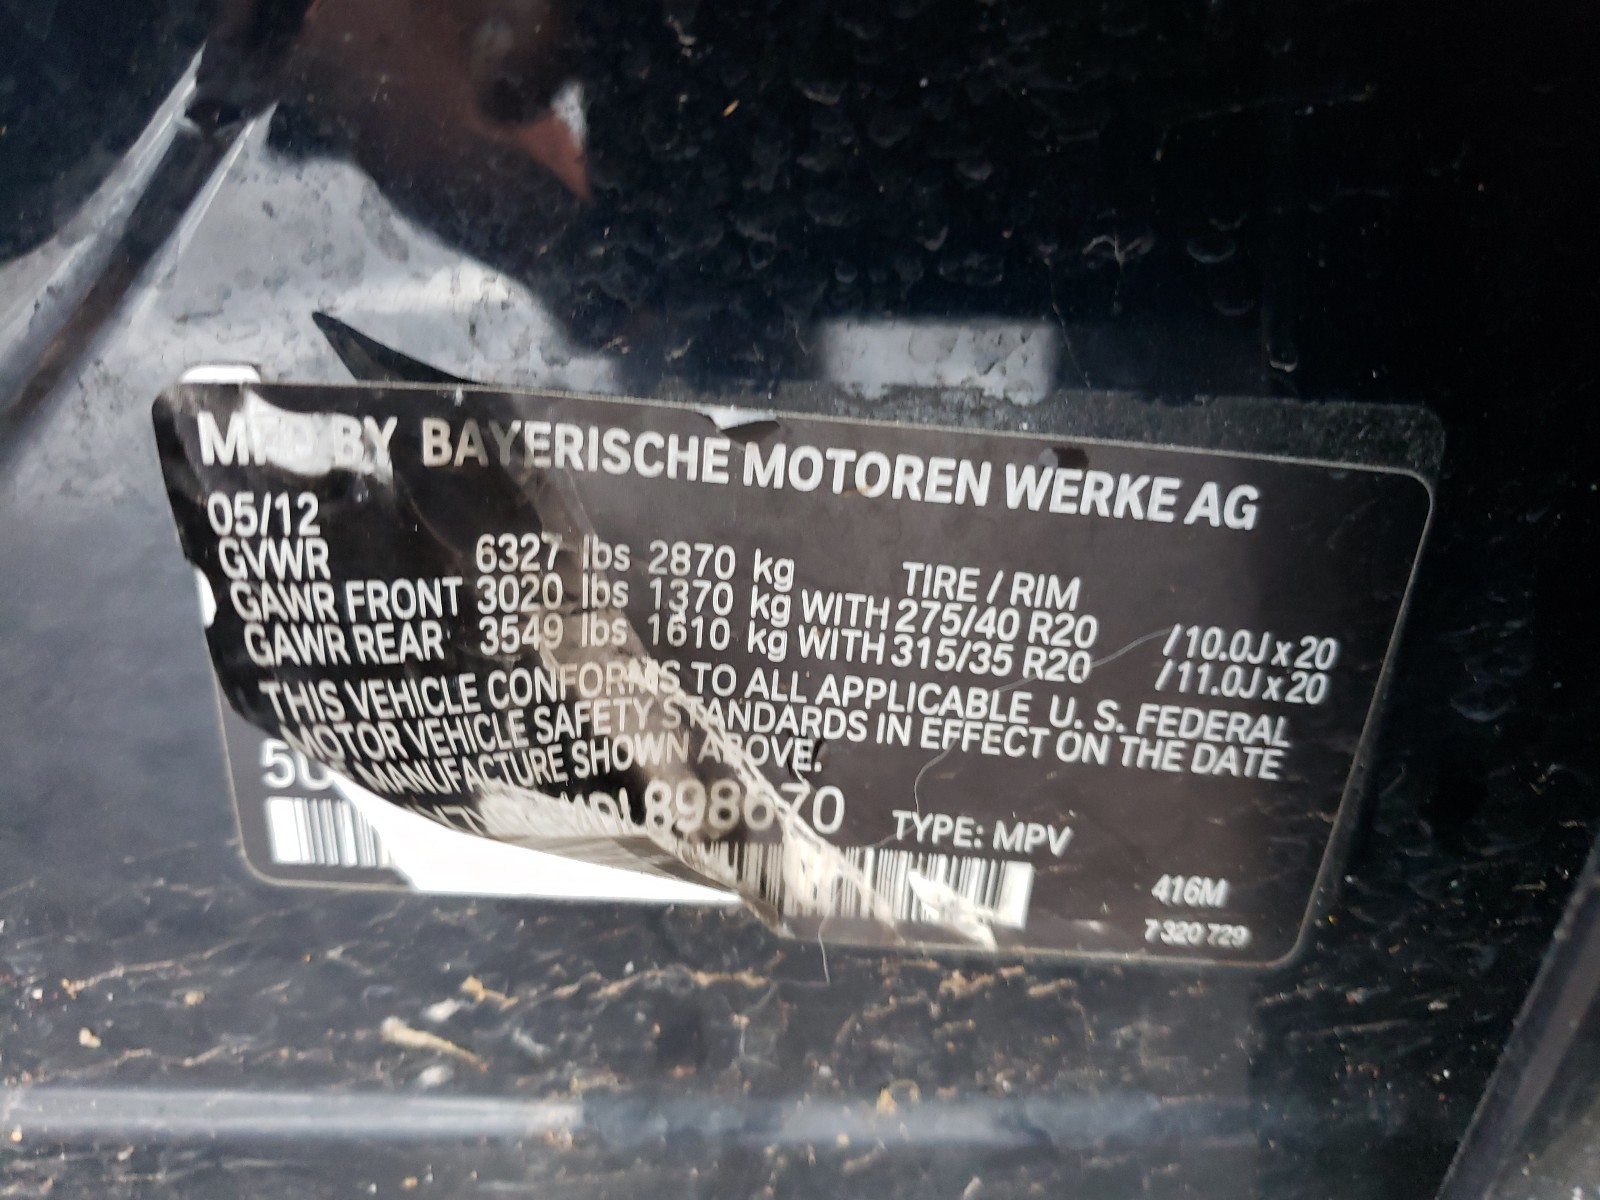 MFD BY BAYERISCHE MOTOREN WERKE AG
05/12
GVWR 6327 lbs 2870 kg TIRE / RIM
GAWR FRONT 3020 lbs 1370 kg WITH 275/40 R20 / 10.0J x 20
GAWR REAR 3549 lbs 1610 kg WITH 315/35 R20 / 11.0J x 20
THIS VEHICLE CONFORMS TO ALL APPLICABLE U. S. FEDERAL
MOTOR VEHICLE SAFETY STANDARDS IN EFFECT ON THE DATE
MANUFACTURE SHOWN ABOVE.
TYPE: MPV
416M
7 320 729